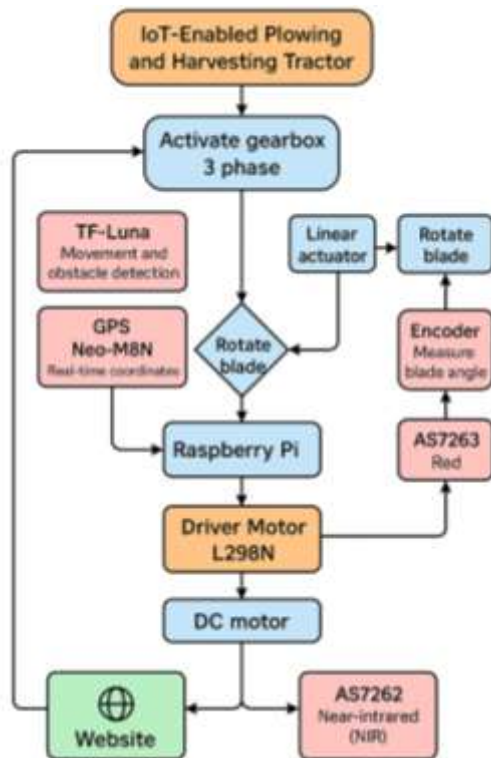 IoT-Enabled Plowing
and Harvesting Tractor
Activate gearbox
3 phase
TF-Luna
Movement and
obstacle detection
Linear
actuator
Rotate
blade
GPS
Neo-M8N
Real-time coordinates
Rotate
blade
Encoder
Measure
blade angle
Raspberry Pi
AS7263
Red
Driver Motor
L298N
DC motor
Website
AS7262
Near-intrared
(NIR)